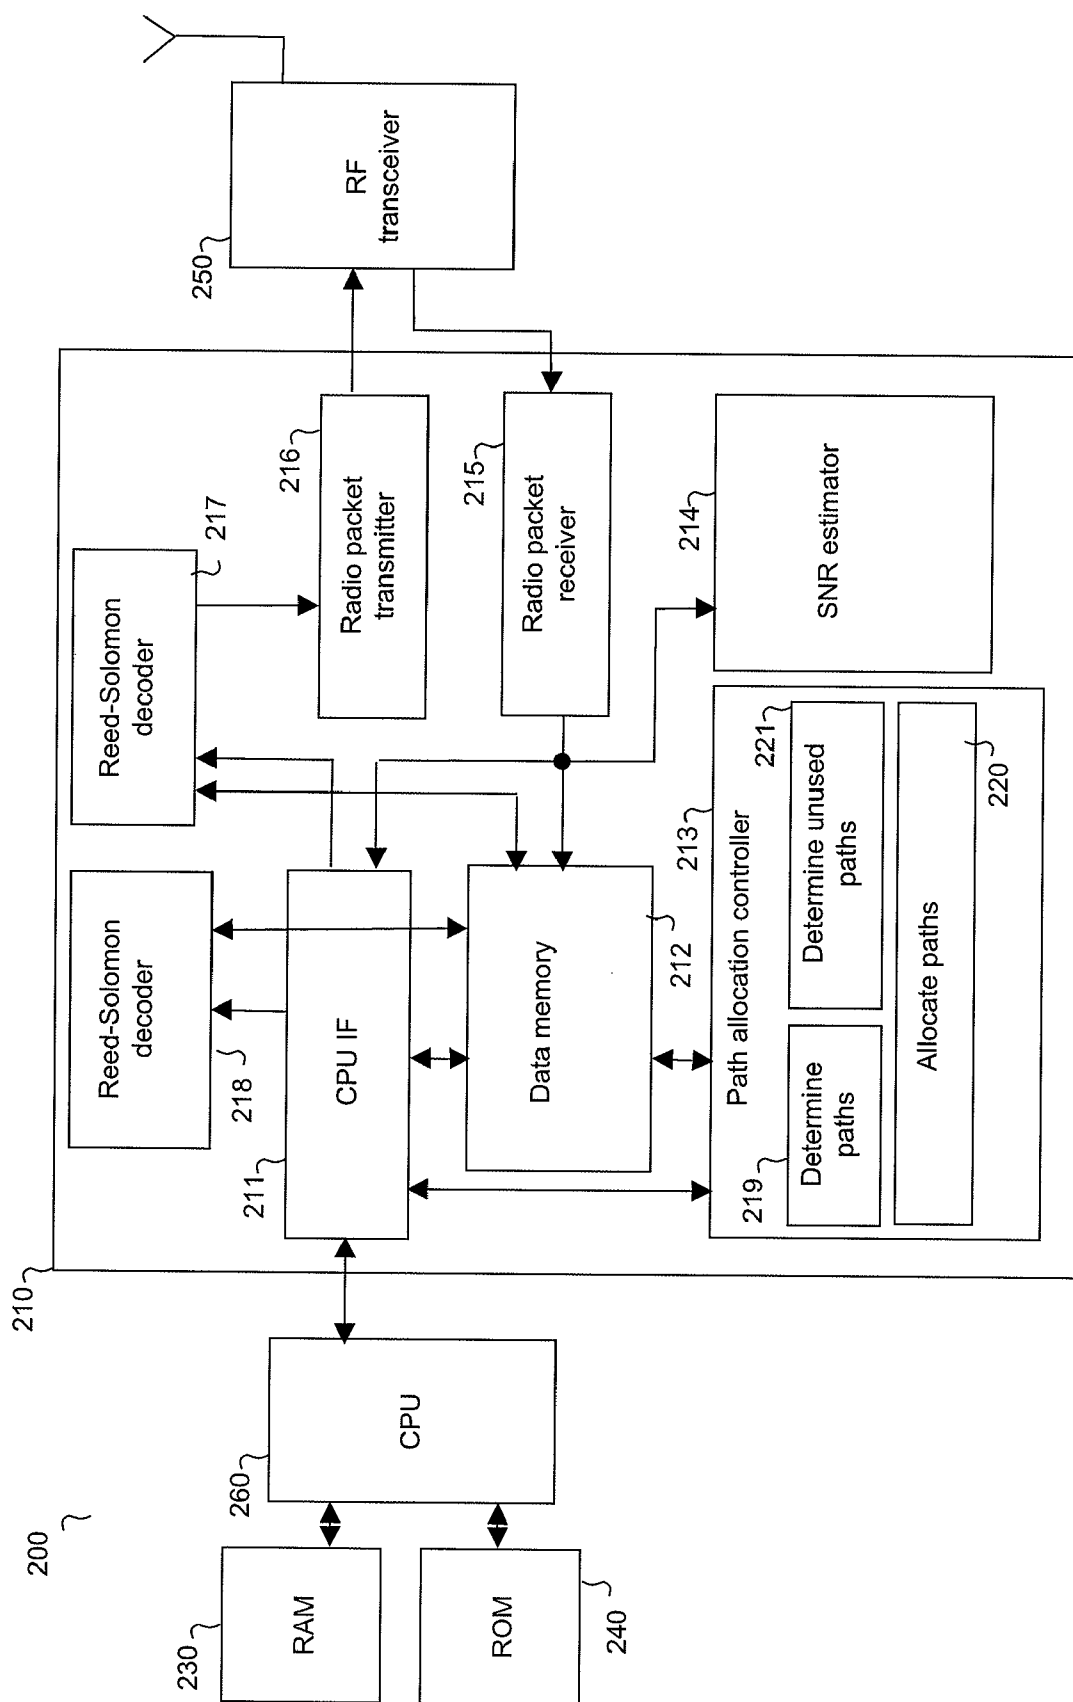 200
230
RAM
ROM
240
260
CPU
210
211
CPU IF
218
Reed-Solomon
decoder
Reed-Solomon
decoder
217
Data memory
212
213
Path allocation controller
219
Determine
paths
221
Determine unused
paths
Allocate paths
220
216
Radio packet
transmitter
215
Radio packet
receiver
214
SNR estimator
250
RF
transceiver